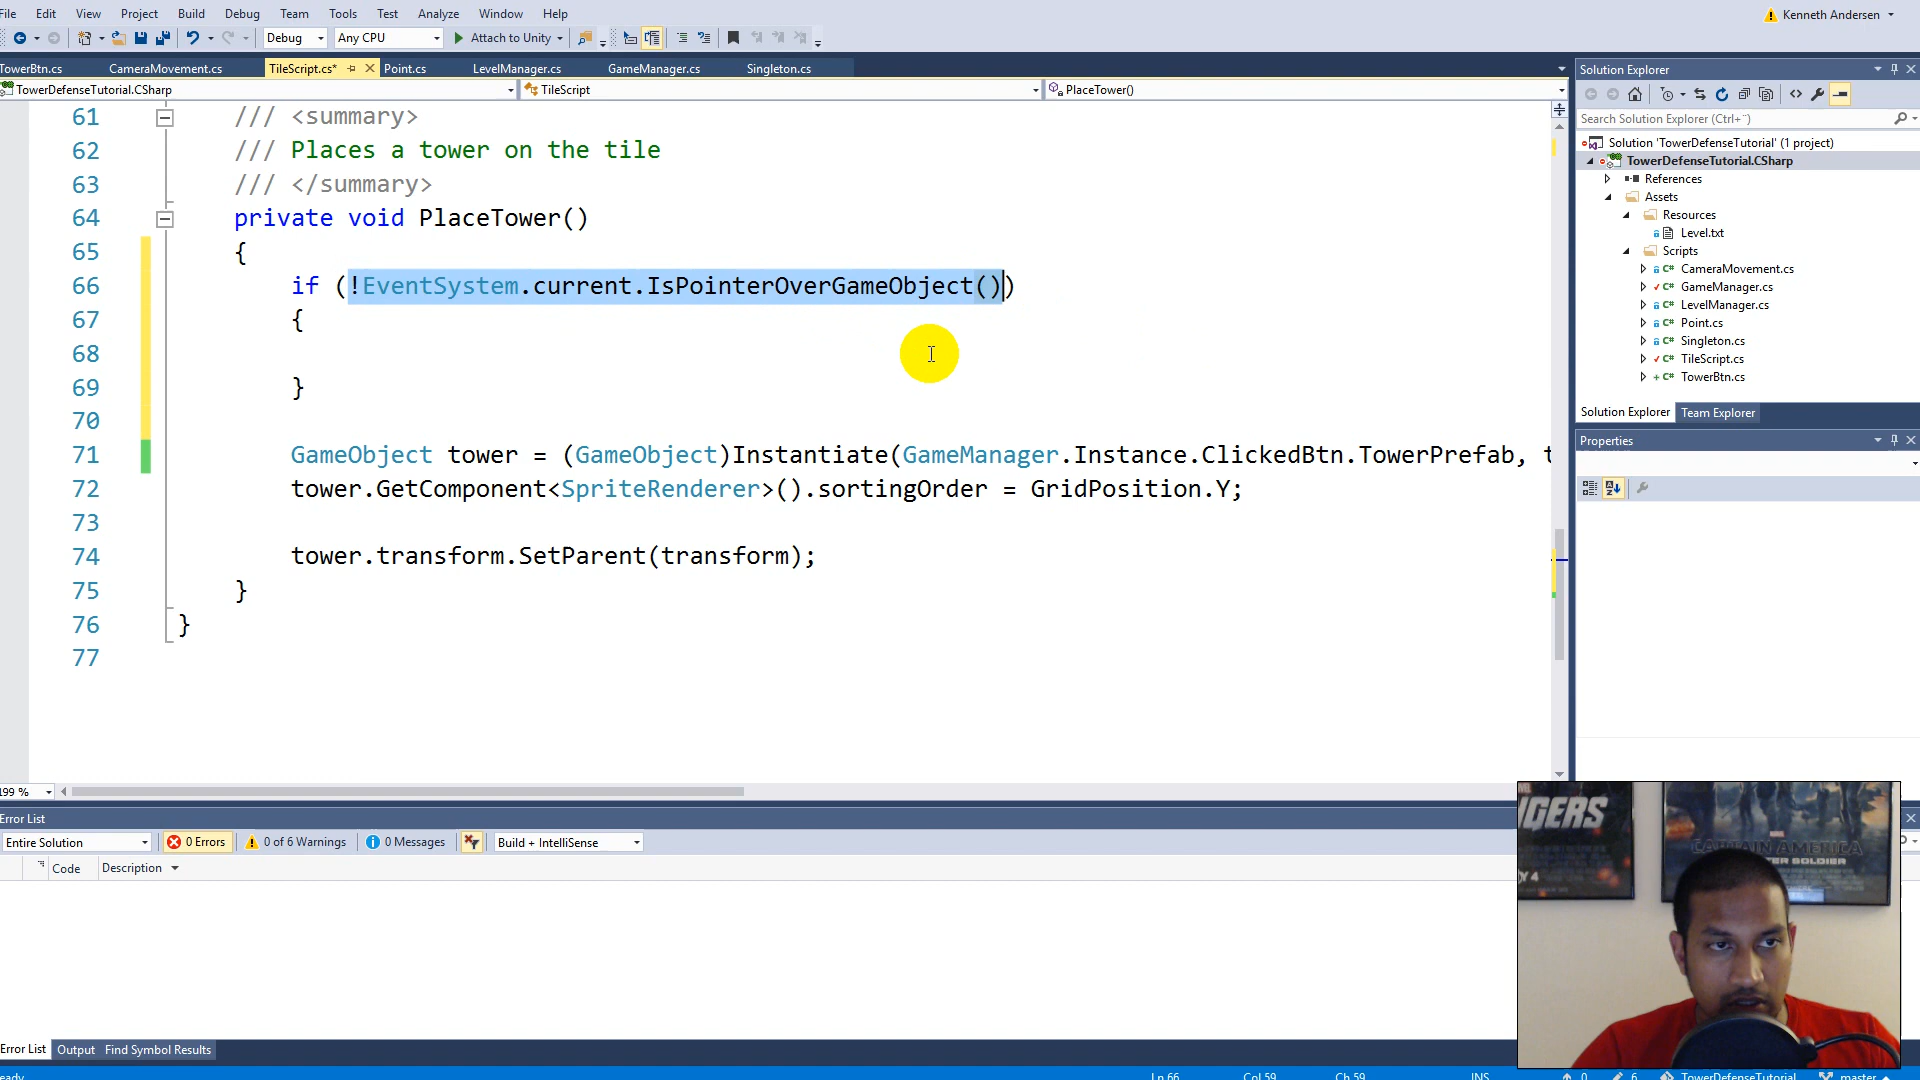 File Edit View Project Build Debug Team Tools Test Analyze Window Help Kenneth Andersen
Debug Any CPU Attach to Unity
TowerBtn.cs CameraMovement.cs TileScript.cs* Point.cs LevelManager.cs GameManager.cs Singleton.cs
TowerDefenseTutorial.CSharp TileScript PlaceTower()
61 /// <summary>
62 /// Places a tower on the tile
63 /// </summary>
64 private void PlaceTower()
65 {
66 if (!EventSystem.current.IsPointerOverGameObject())
67 {
68
69 }
70
71 GameObject tower = (GameObject)Instantiate(GameManager.Instance.ClickedBtn.TowerPrefab, t
72 tower.GetComponent<SpriteRenderer>().sortingOrder = GridPosition.Y;
73
74 tower.transform.SetParent(transform);
75 }
76 }
77
199 %
Solution Explorer
Search Solution Explorer (Ctrl+¨)
Solution 'TowerDefenseTutorial' (1 project)
TowerDefenseTutorial.CSharp
References
Assets
Resources
Level.txt
Scripts
CameraMovement.cs
GameManager.cs
LevelManager.cs
Point.cs
Singleton.cs
TileScript.cs
TowerBtn.cs
Solution Explorer Team Explorer
Properties
Error List
Entire Solution 0 Errors 0 of 6 Warnings 0 Messages Build + IntelliSense
Code Description
Error List Output Find Symbol Results
Ln 66 Col 59 Ch 59 INS 0 6 TowerDefenseTutorial master
NGERS
Y 4
CAPTAIN AMERICA
TER SOLDIER